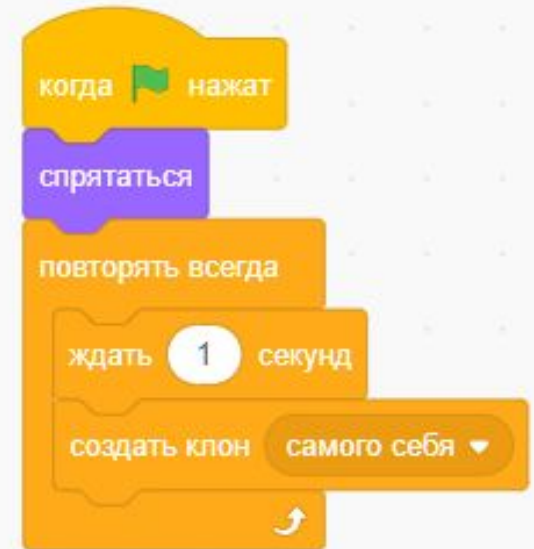 когда нажат
спрятаться
повторять всегда
ждать 1 секунд
создать клон самого себя